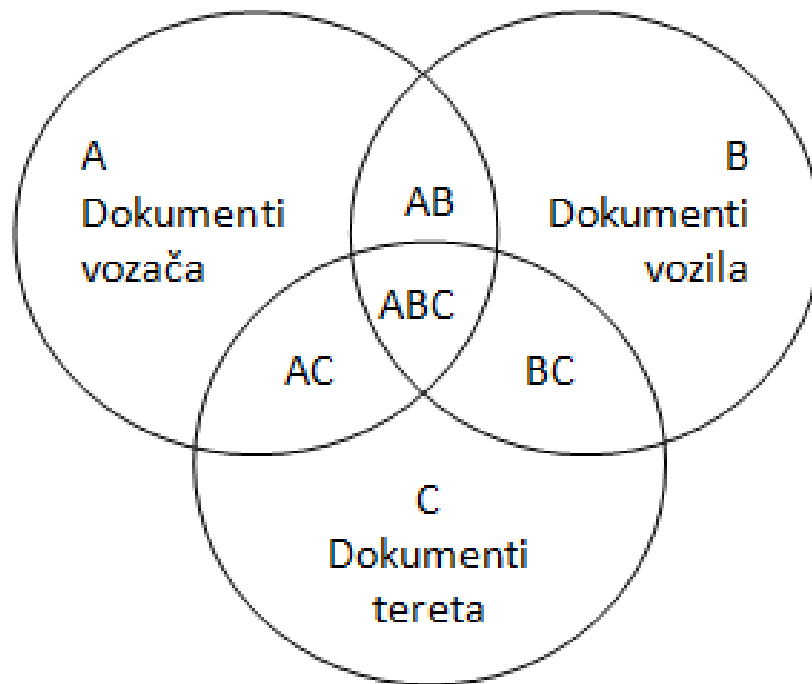 A
Dokumenti
vozača
B
Dokumenti
vozila
AB
ABC
AC
BC
C
Dokumenti
tereta